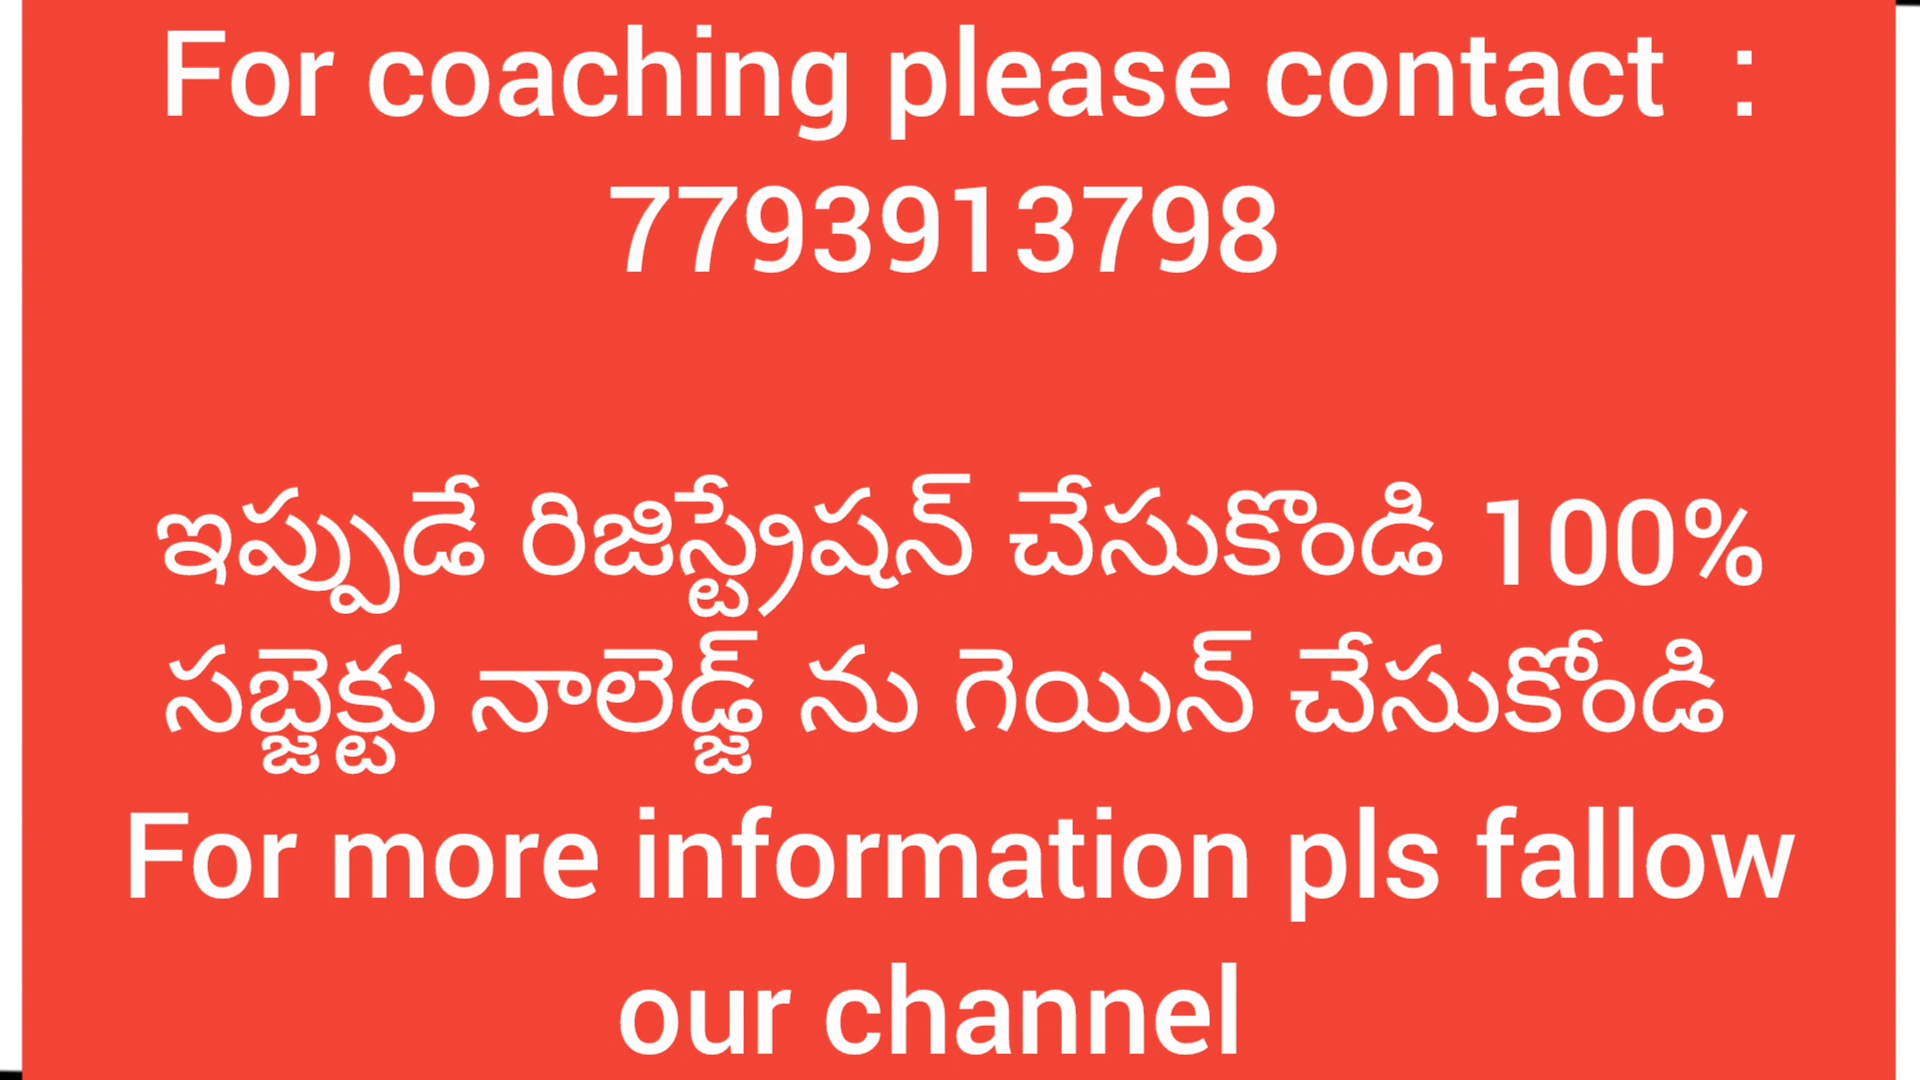 For coaching please contact :
7793913798
ఇప్పుడే రిజిస్ట్రేషన్ చేసుకొండి 100%
సబ్జెక్టు నాలెడ్జ్ ను గెయిన్ చేసుకోండి
For more information pls fallow
our channel